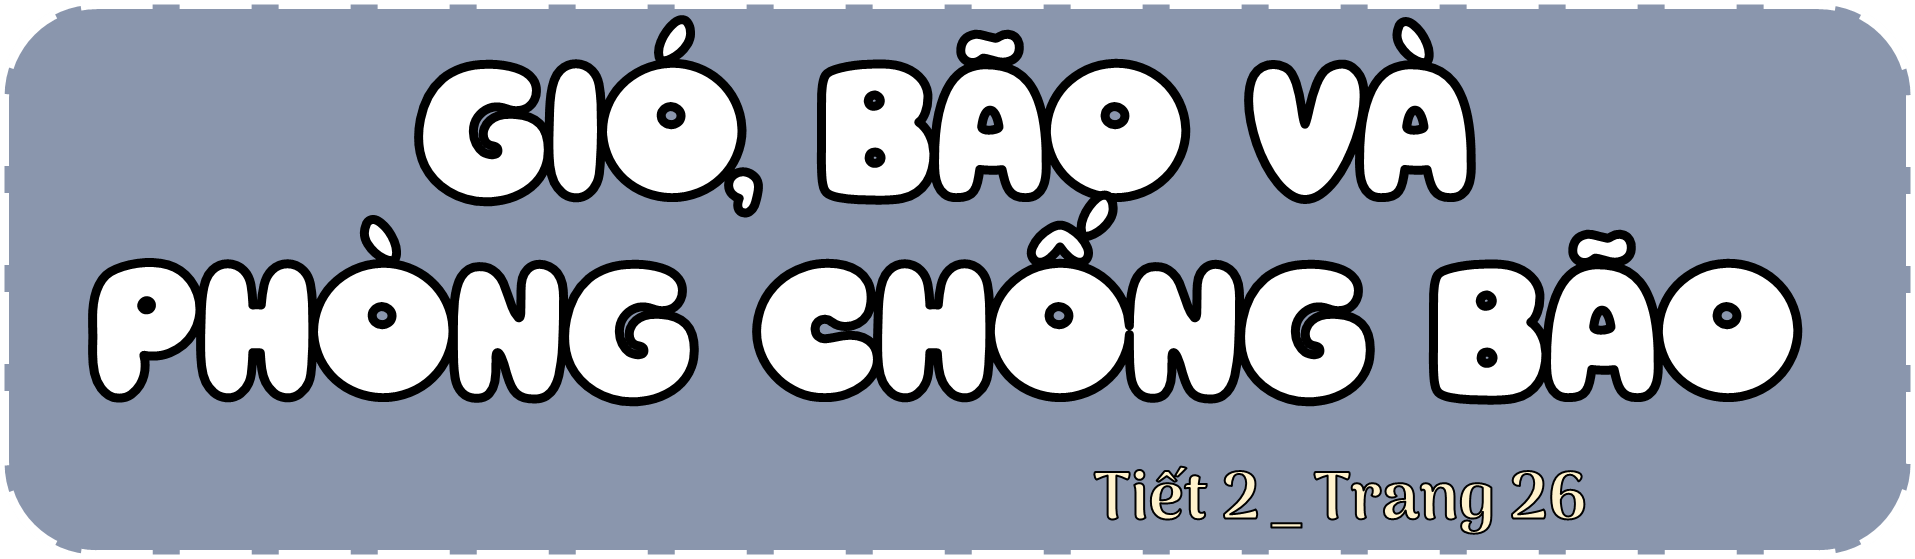 GIÓ, BÃO VÀ
PHÒNG CHỐNG BÃO
Tiết 2 _ Trang 26